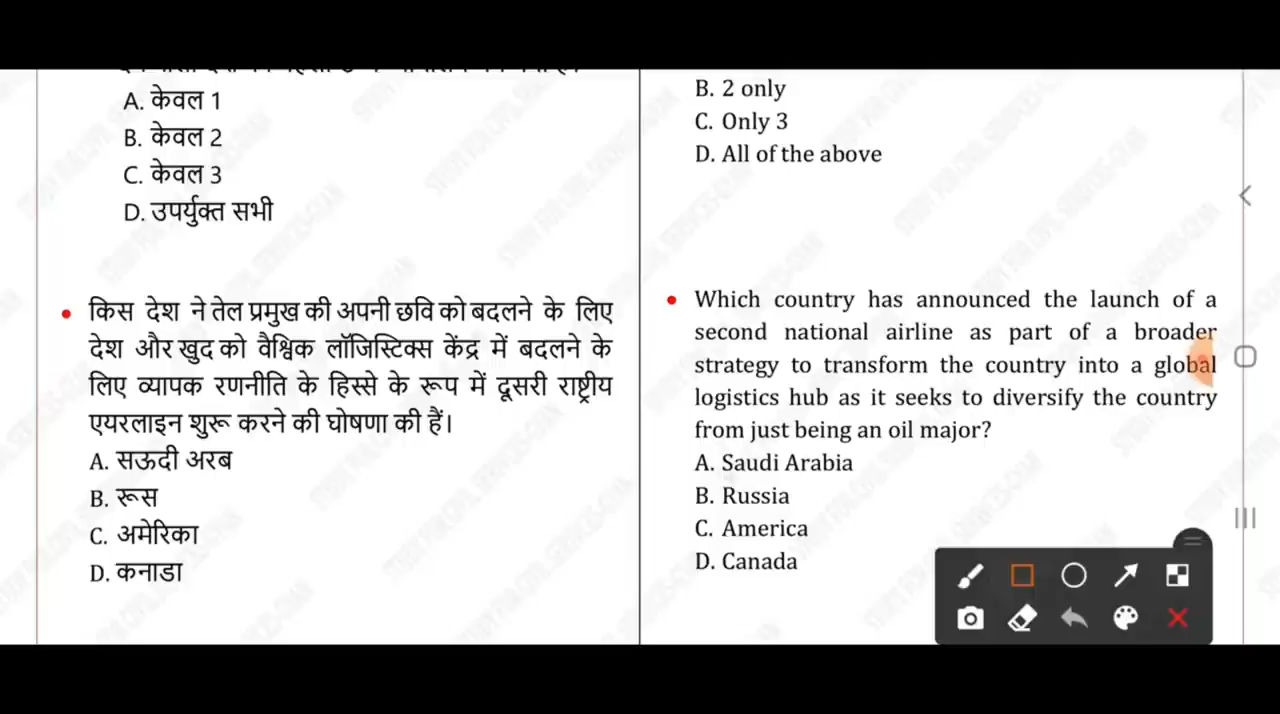 A. केवल 1
B. केवल 2
C. केवल 3
D. उपर्युक्त सभी
• किस देश ने तेल प्रमुख की अपनी छवि को बदलने के लिए
देश और खुद को वैश्विक लॉजिस्टिक्स केंद्र में बदलने के
लिए व्यापक रणनीति के हिस्से के रूप में दूसरी राष्ट्रीय
एयरलाइन शुरू करने की घोषणा की हैं।
A. सऊदी अरब
B. रूस
C. अमेरिका
D. कनाडा
B. 2 only
C. Only 3
D. All of the above
• Which country has announced the launch of a
second national airline as part of a broader
strategy to transform the country into a global
logistics hub as it seeks to diversify the country
from just being an oil major?
A. Saudi Arabia
B. Russia
C. America
D. Canada